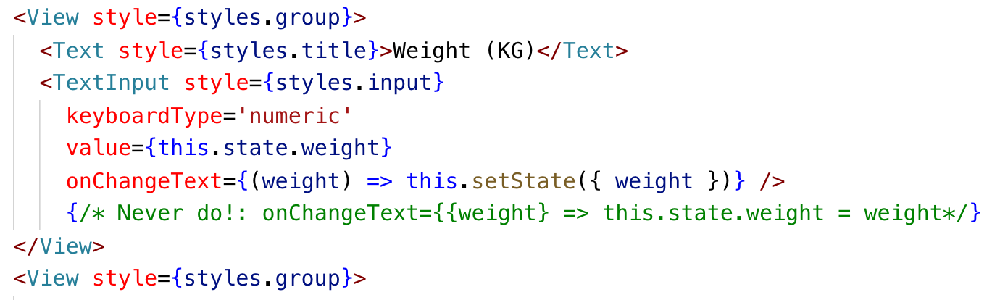 <View style={styles.group}>
<Text style={styles.title}>Weight (KG)</Text>
<TextInput style={styles.input}
keyboardType='numeric'
value={this.state.weight}
onChangeText={(weight) => this.setState({ weight })} />
{/* Never do!: onChangeText={{weight} => this.state.weight = weight*/}
</View>
<View style={styles.group}>